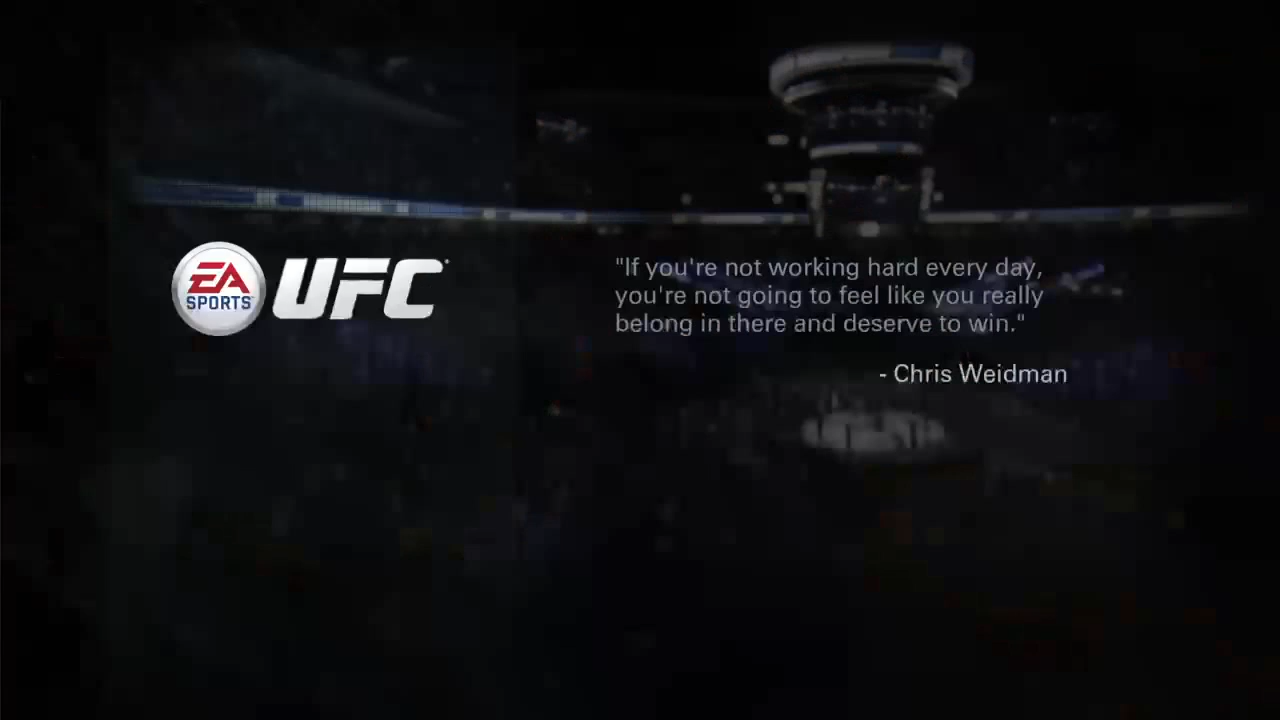 EA
SPORTS
UFC
"If you're not working hard every day,
you're not going to feel like you really
belong in there and deserve to win."
- Chris Weidman